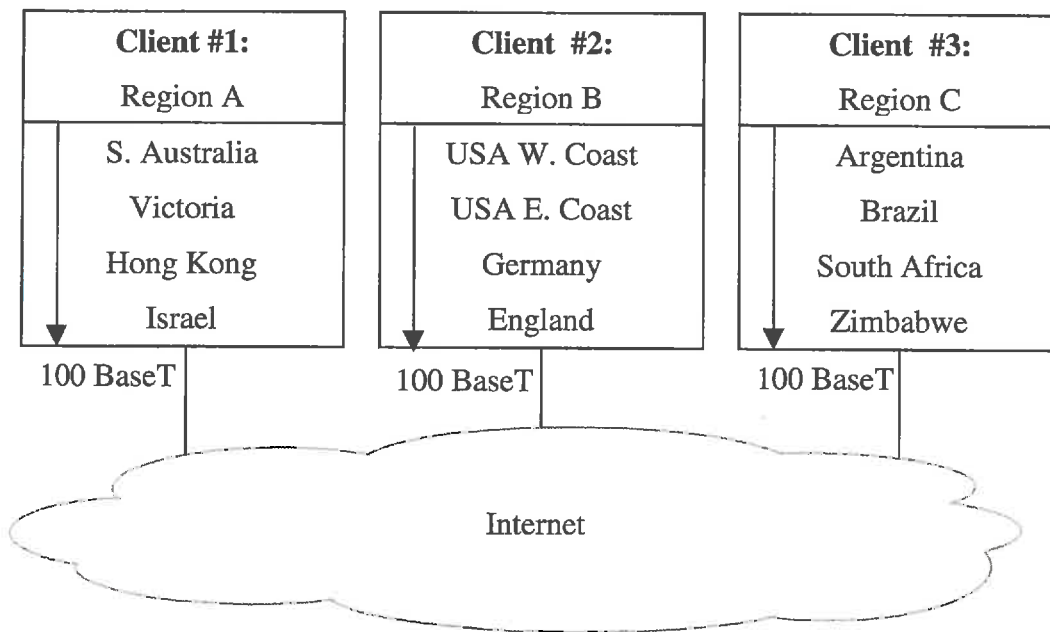 Client #1:
Region A
S. Australia
Victoria
Hong Kong
Israel
100 BaseT
Client #2:
Region B
USA W. Coast
USA E. Coast
Germany
England
100 BaseT
Client #3:
Region C
Argentina
Brazil
South Africa
Zimbabwe
100 BaseT
Internet